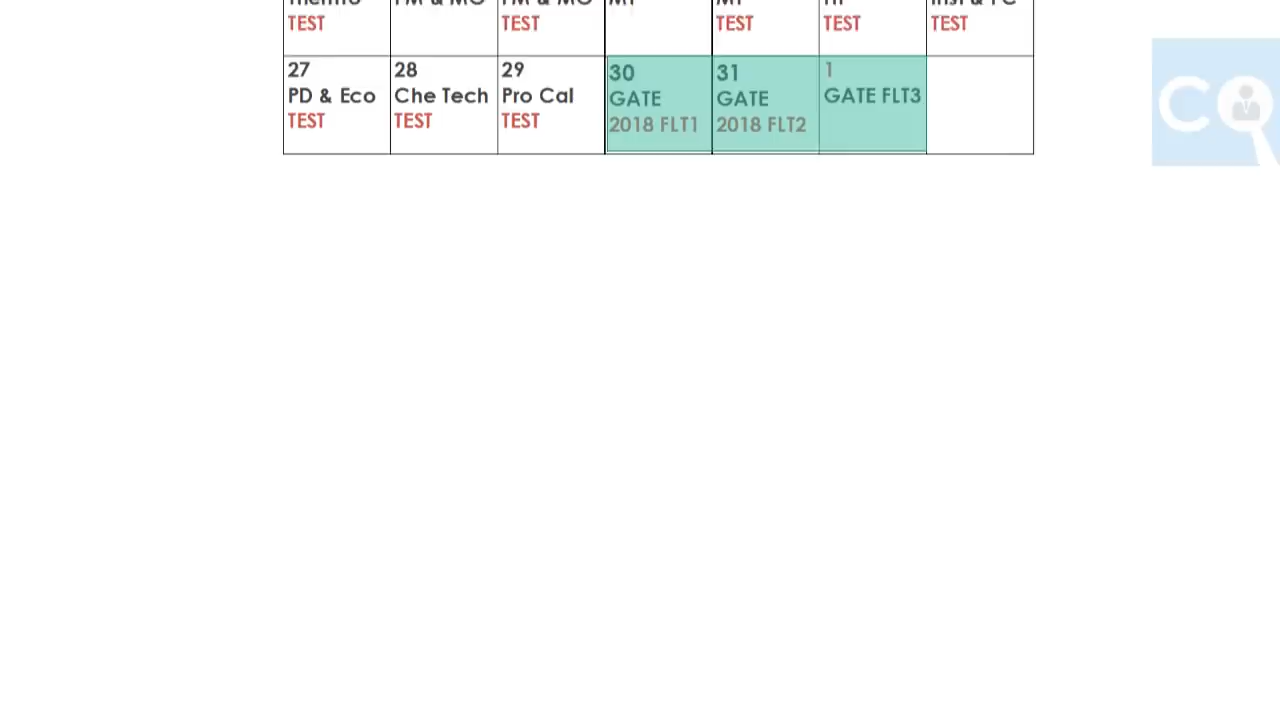 TEST TEST TEST TEST TEST
27 28 29 30 31 1
PD & Eco Che Tech Pro Cal GATE GATE GATE FLT3
TEST TEST TEST 2018 FLT1 2018 FLT2
CQ